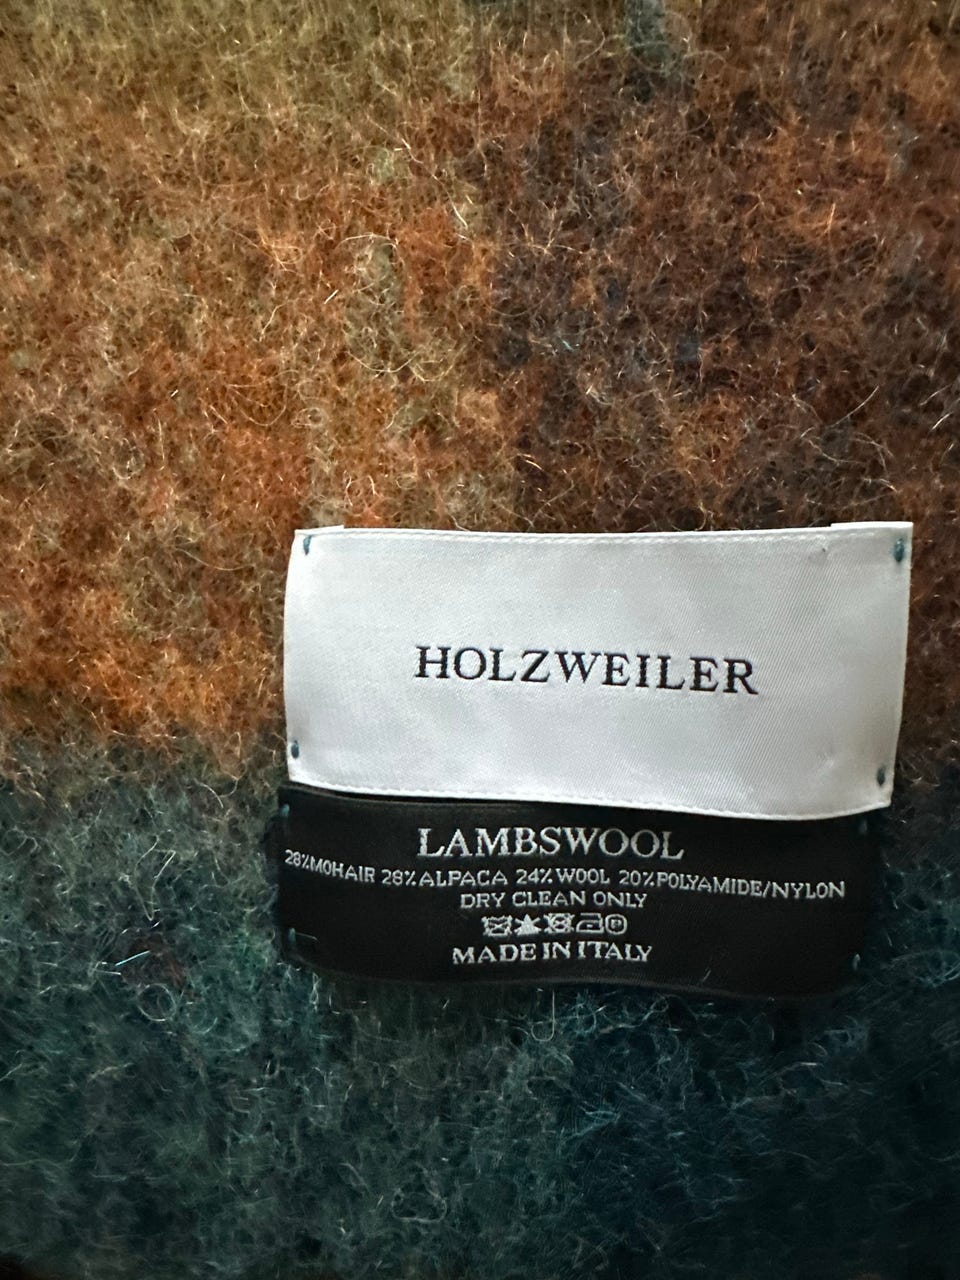 HOLZWEILER
LAMBSWOOL
28%MOHAIR 28%ALPACA 24%WOOL 20%POLYAMIDE/NYLON
DRY CLEAN ONLY
MADE IN ITALY